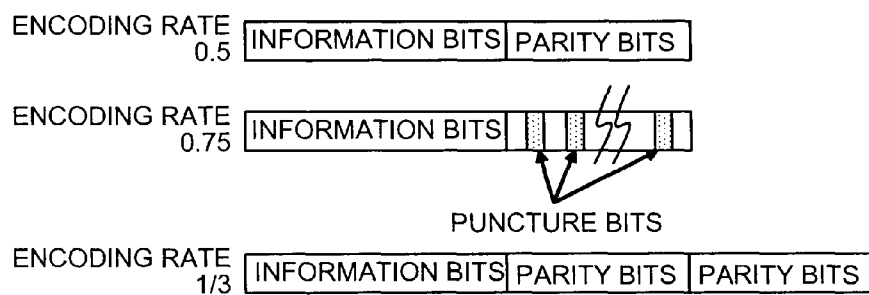 ENCODING RATE
0.5
INFORMATION BITS PARITY BITS
ENCODING RATE
0.75
INFORMATION BITS
PUNCTURE BITS
ENCODING RATE
1/3
INFORMATION BITS PARITY BITS PARITY BITS